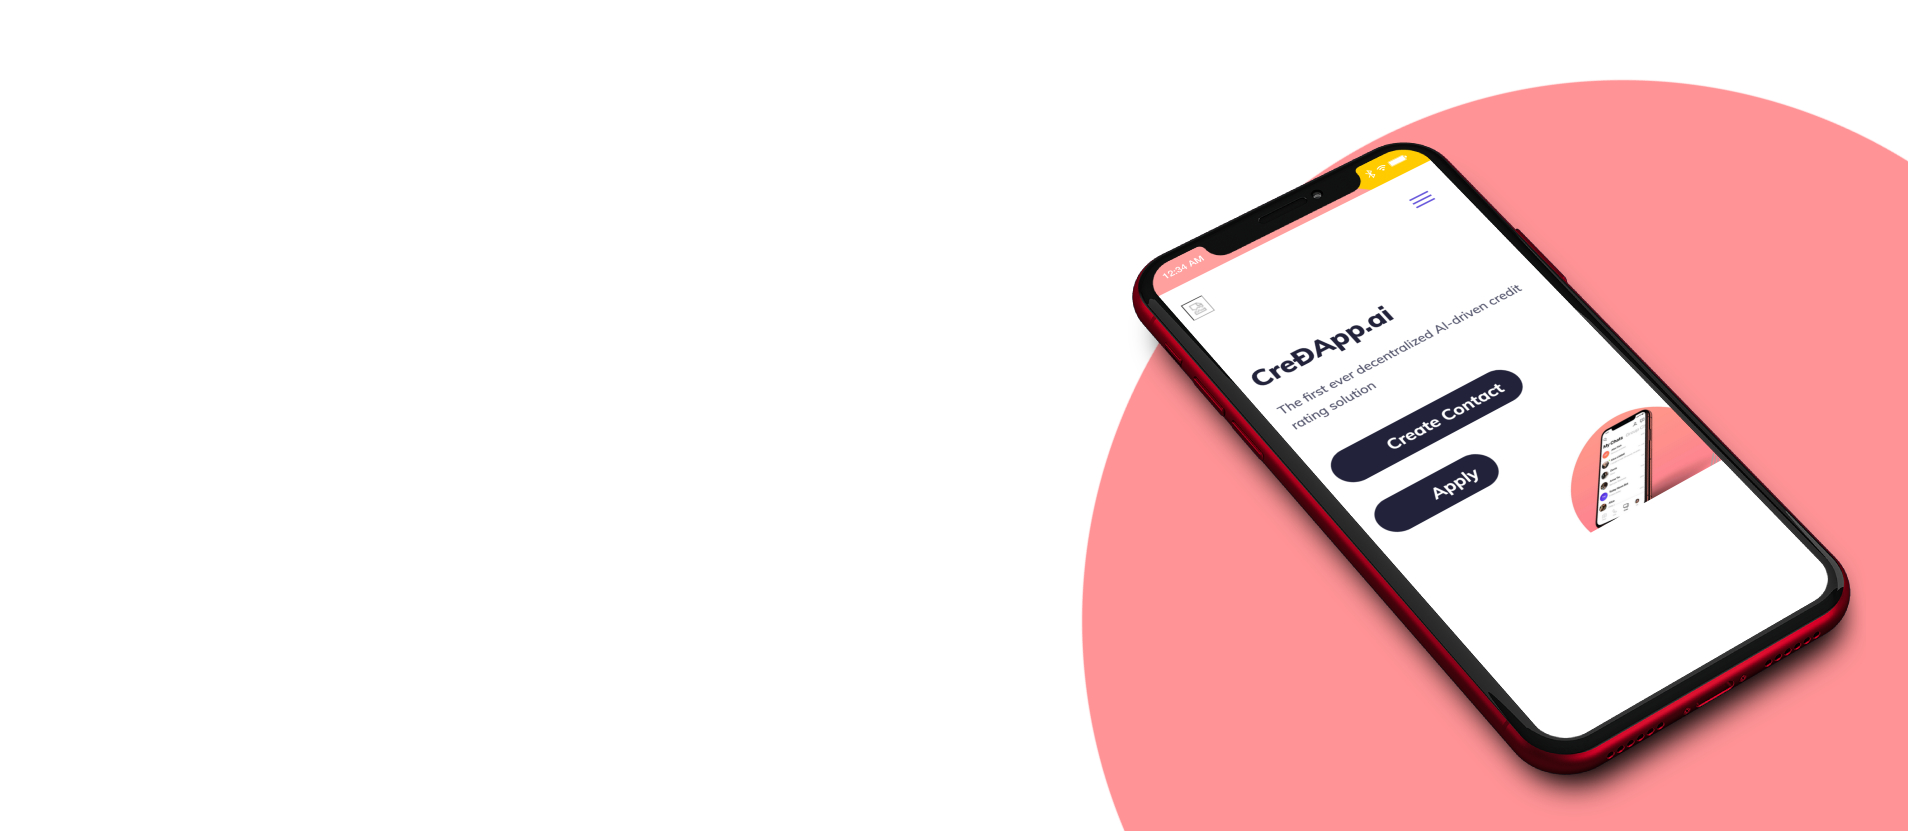 12:34 AM
CreĐApp.ai
The first ever decentralized AI-driven credit
rating solution
Create Contact
Apply
My Chats